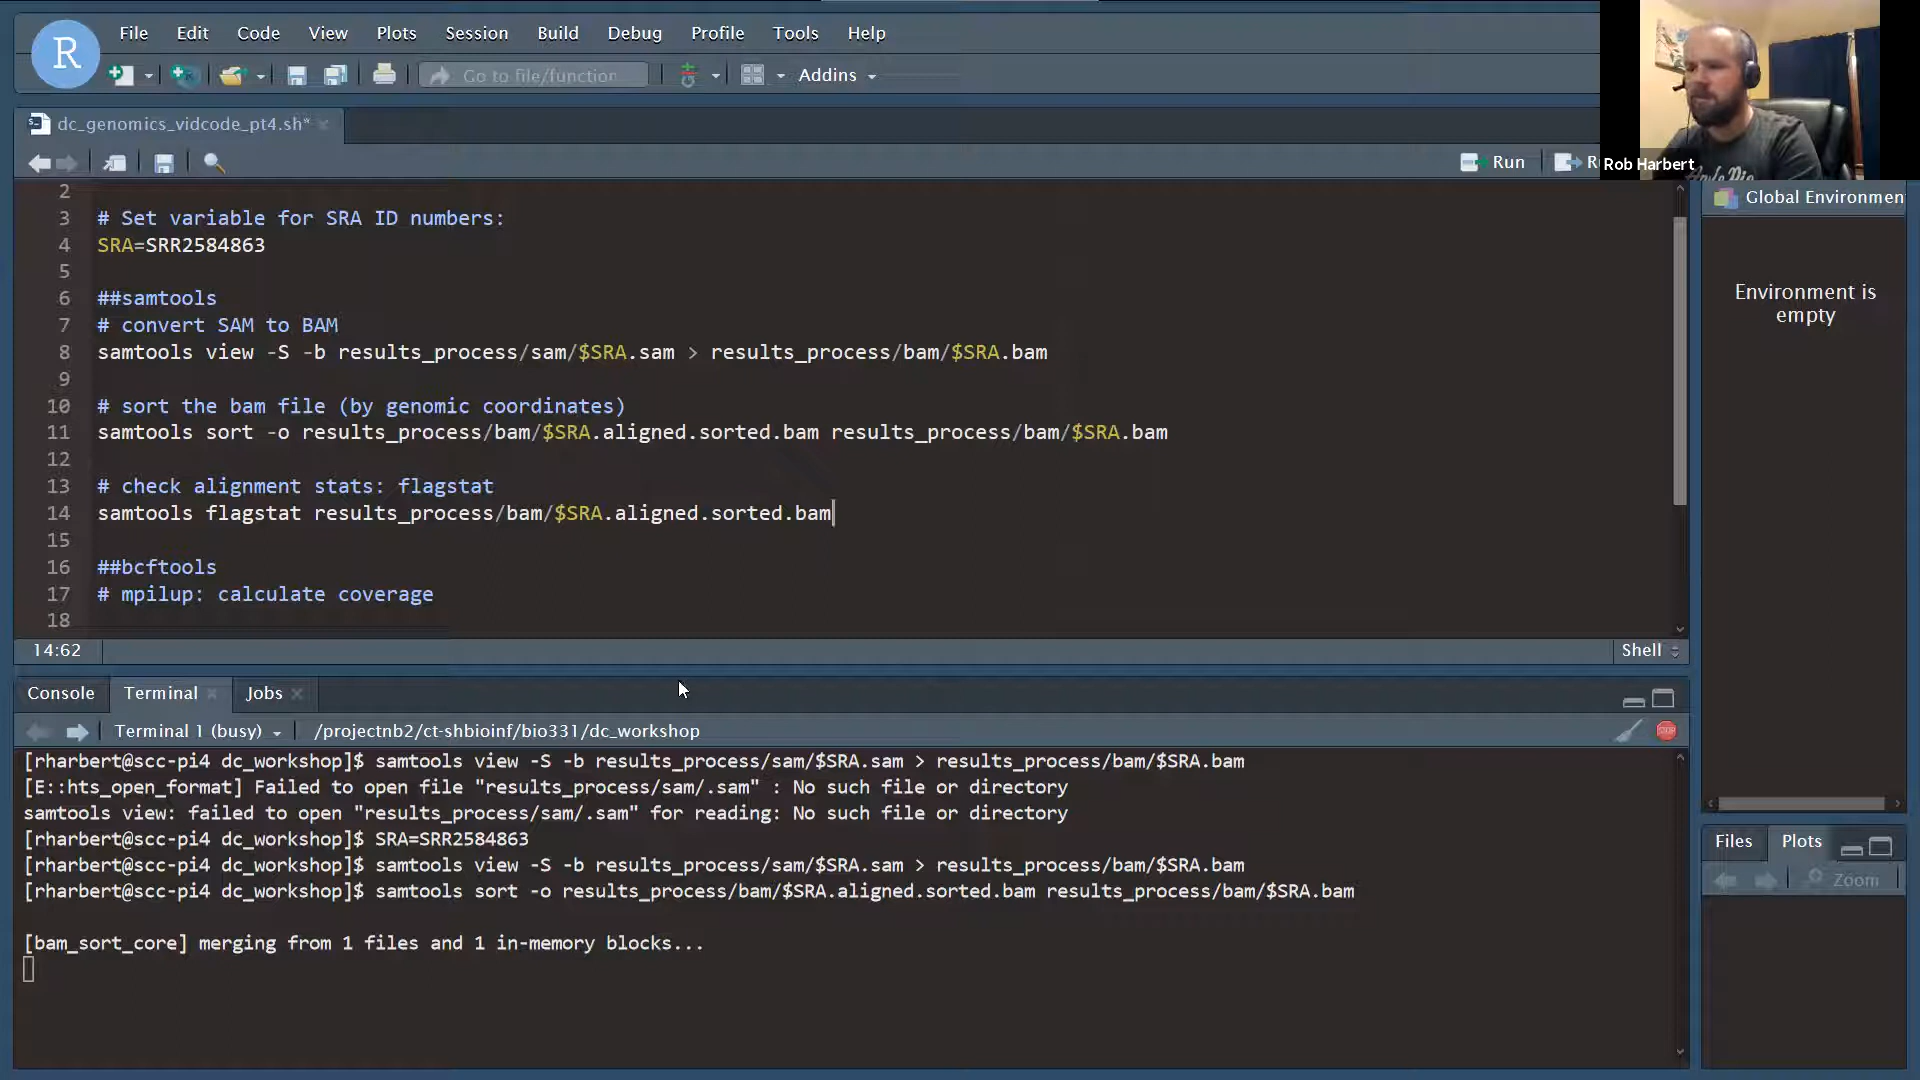 R
File Edit Code View Plots Session Build Debug Profile Tools Help
Go to file/function Addins
Rob Harbert
dc_genomics_vidcode_pt4.sh*
Run
2
3 # Set variable for SRA ID numbers:
4 SRA=SRR2584863
5
6 ##samtools
7 # convert SAM to BAM
8 samtools view -S -b results_process/sam/$SRA.sam > results_process/bam/$SRA.bam
9
10 # sort the bam file (by genomic coordinates)
11 samtools sort -o results_process/bam/$SRA.aligned.sorted.bam results_process/bam/$SRA.bam
12
13 # check alignment stats: flagstat
14 samtools flagstat results_process/bam/$SRA.aligned.sorted.bam
15
16 ##bcftools
17 # mpilup: calculate coverage
18
14:62 Shell
Global Environmen
Environment is
empty
Console Terminal Jobs
Terminal 1 (busy) /projectnb2/ct-shbioinf/bio331/dc_workshop
[rharbert@scc-pi4 dc_workshop]$ samtools view -S -b results_process/sam/$SRA.sam > results_process/bam/$SRA.bam
[E::hts_open_format] Failed to open file "results_process/sam/.sam" : No such file or directory
samtools view: failed to open "results_process/sam/.sam" for reading: No such file or directory
[rharbert@scc-pi4 dc_workshop]$ SRA=SRR2584863
[rharbert@scc-pi4 dc_workshop]$ samtools view -S -b results_process/sam/$SRA.sam > results_process/bam/$SRA.bam
[rharbert@scc-pi4 dc_workshop]$ samtools sort -o results_process/bam/$SRA.aligned.sorted.bam results_process/bam/$SRA.bam
[bam_sort_core] merging from 1 files and 1 in-memory blocks...
Files Plots
Zoom